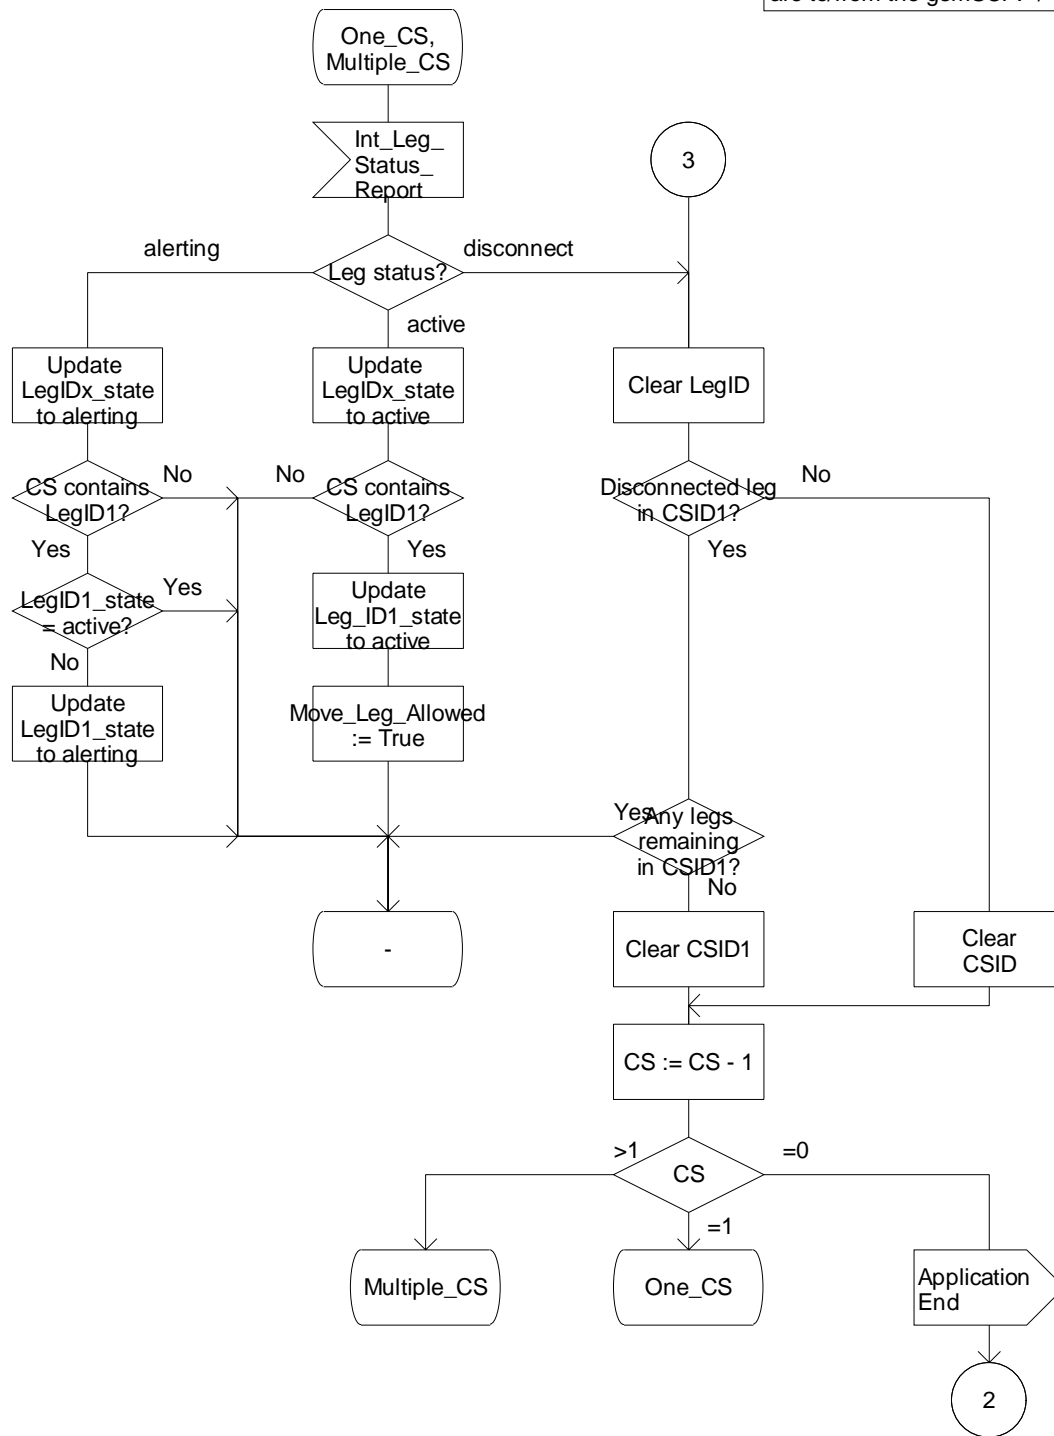 One_CS,
Multiple_CS
Int_Leg_
Status_
Report
3
alerting
Leg status?
disconnect
active
Update
LegIDx_state
to alerting
Update
LegIDx_state
to active
Clear LegID
CS contains
LegID1?
No
No
CS contains
LegID1?
Disconnected leg
in CSID1?
No
Yes
Yes
Yes
LegID1_state
= active?
Yes
Update
Leg_ID1_state
to active
No
Update
LegID1_state
to alerting
Move_Leg_Allowed
:= True
Yes
Any legs
remaining
in CSID1?
No
-
Clear CSID1
Clear
CSID
CS := CS - 1
>1
CS
=0
=1
Multiple_CS
One_CS
Application
End
2